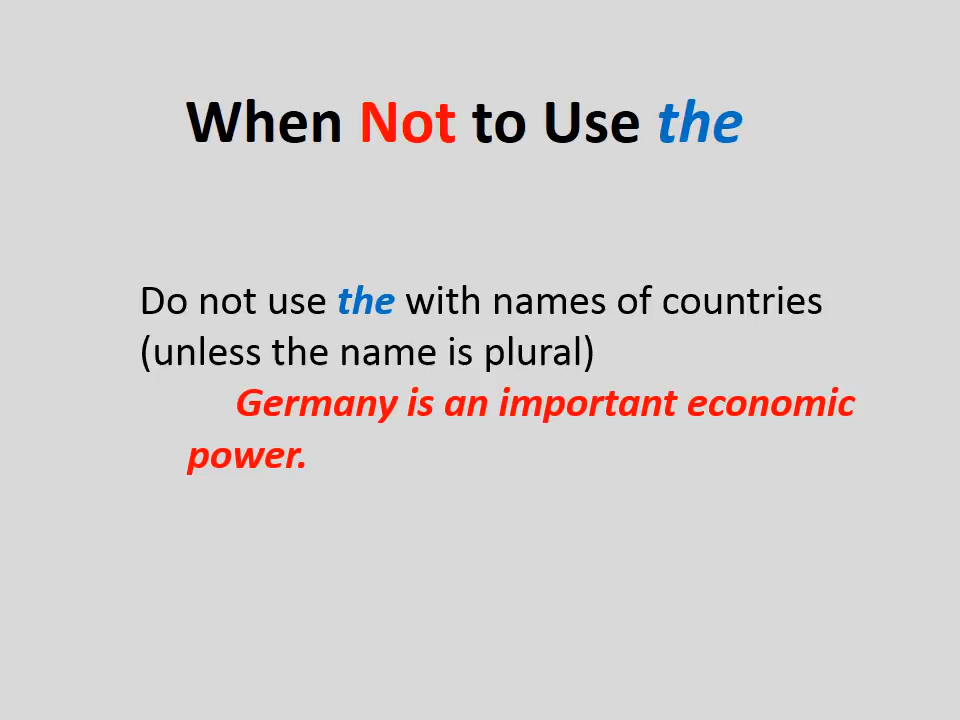 When Not to Use the
Do not use the with names of countries
(unless the name is plural)
Germany is an important economic
power.